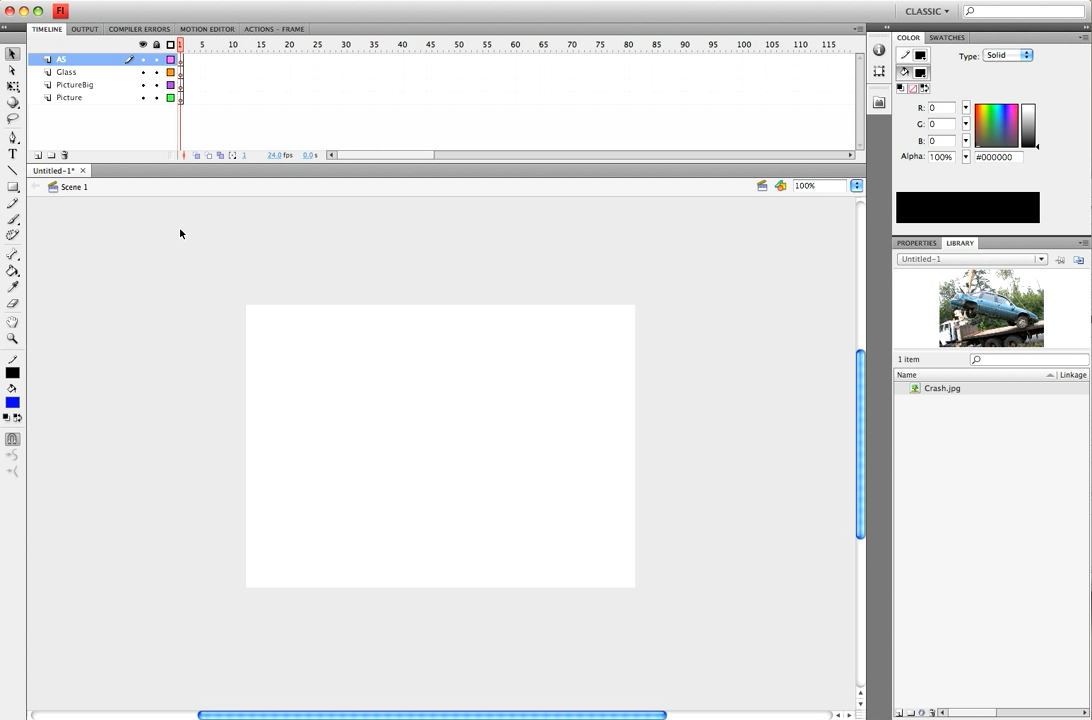 Fl CLASSIC
TIMELINE OUTPUT COMPILER ERRORS MOTION EDITOR ACTIONS - FRAME
1 5 10 15 20 25 30 35 40 45 50 55 60 65 70 75 80 85 90 95 100 105 110 115
AS
Glass
PictureBig
Picture
1 24.0 fps 0.0 s
Untitled-1* ×
Scene 1 100%
T
COLOR SWATCHES
Type: Solid
R: 0
G: 0
B: 0
Alpha: 100% #000000
PROPERTIES LIBRARY
Untitled-1
1 item
Name Linkage
Crash.jpg